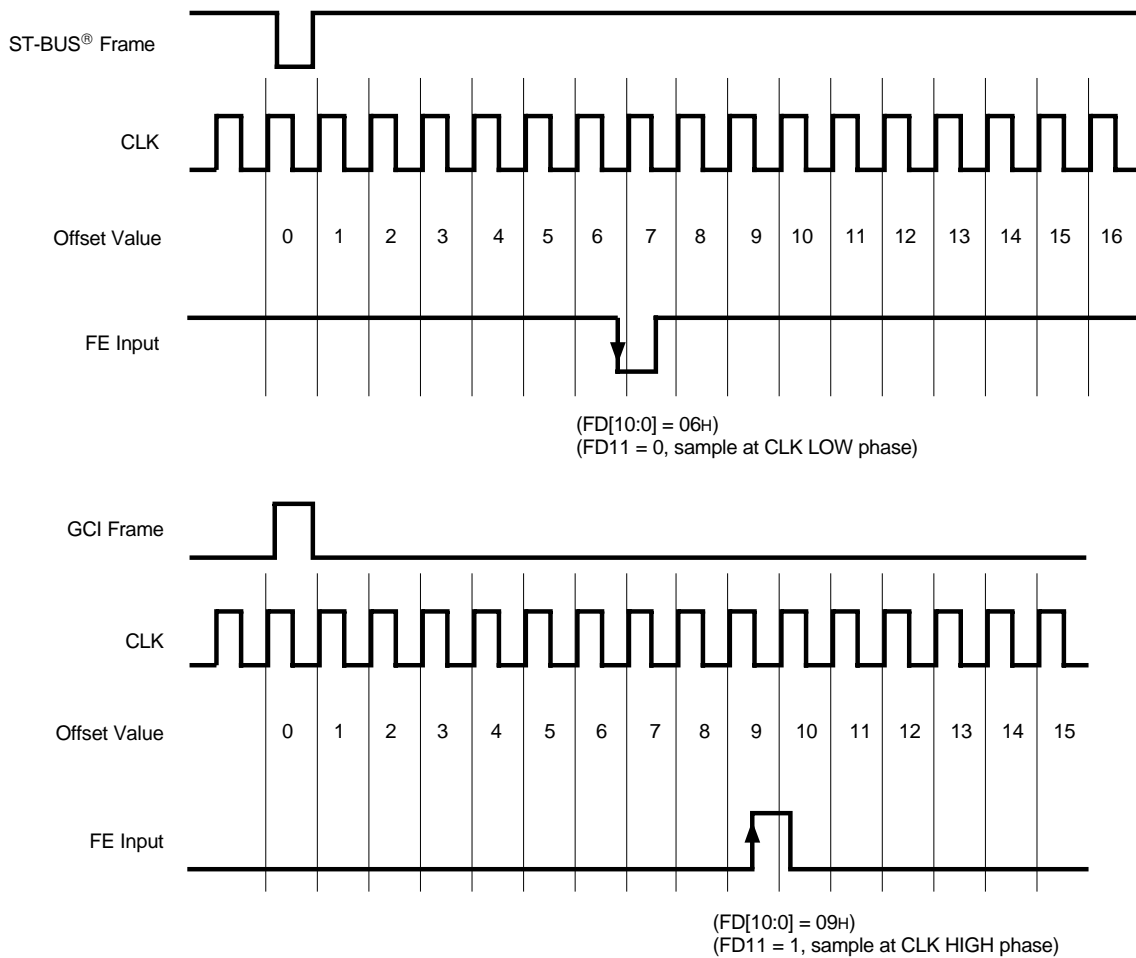 ST-BUS® Frame
CLK
Offset Value 0 1 2 3 4 5 6 7 8 9 10 11 12 13 14 15 16
FE Input
(FD[10:0] = 06H)
(FD11 = 0, sample at CLK LOW phase)
GCI Frame
CLK
Offset Value 0 1 2 3 4 5 6 7 8 9 10 11 12 13 14 15
FE Input
(FD[10:0] = 09H)
(FD11 = 1, sample at CLK HIGH phase)